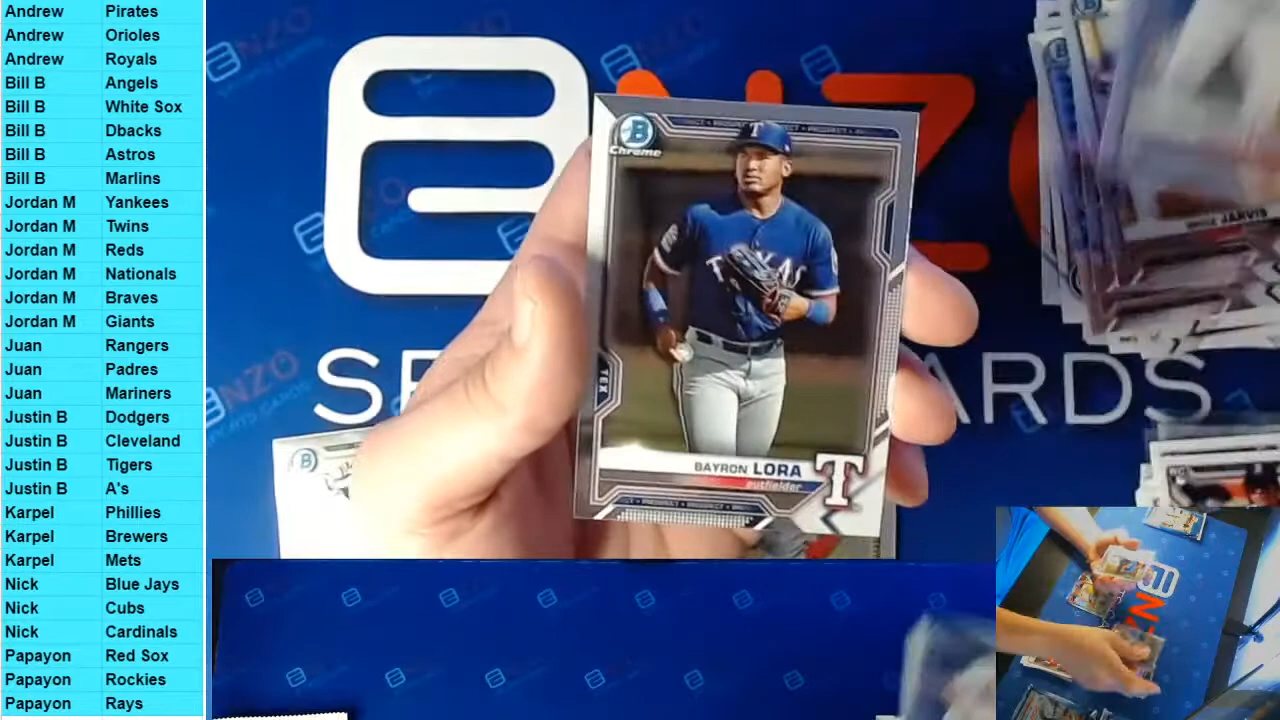 Andrew Pirates
Andrew Orioles
Andrew Royals
Bill B Angels
Bill B White Sox
Bill B Dbacks
Bill B Astros
Bill B Marlins
Jordan M Yankees
Jordan M Twins
Jordan M Reds
Jordan M Nationals
Jordan M Braves
Jordan M Giants
Juan Rangers
Juan Padres
Juan Mariners
Justin B Dodgers
Justin B Cleveland
Justin B Tigers
Justin B A's
Karpel Phillies
Karpel Brewers
Karpel Mets
Nick Blue Jays
Nick Cubs
Nick Cardinals
Papayon Red Sox
Papayon Rockies
Papayon Rays
B
Chrome
T
TEXAS
TEX
BAYRON LORA
outfielder
T
JARVIS
NZ
ARDS